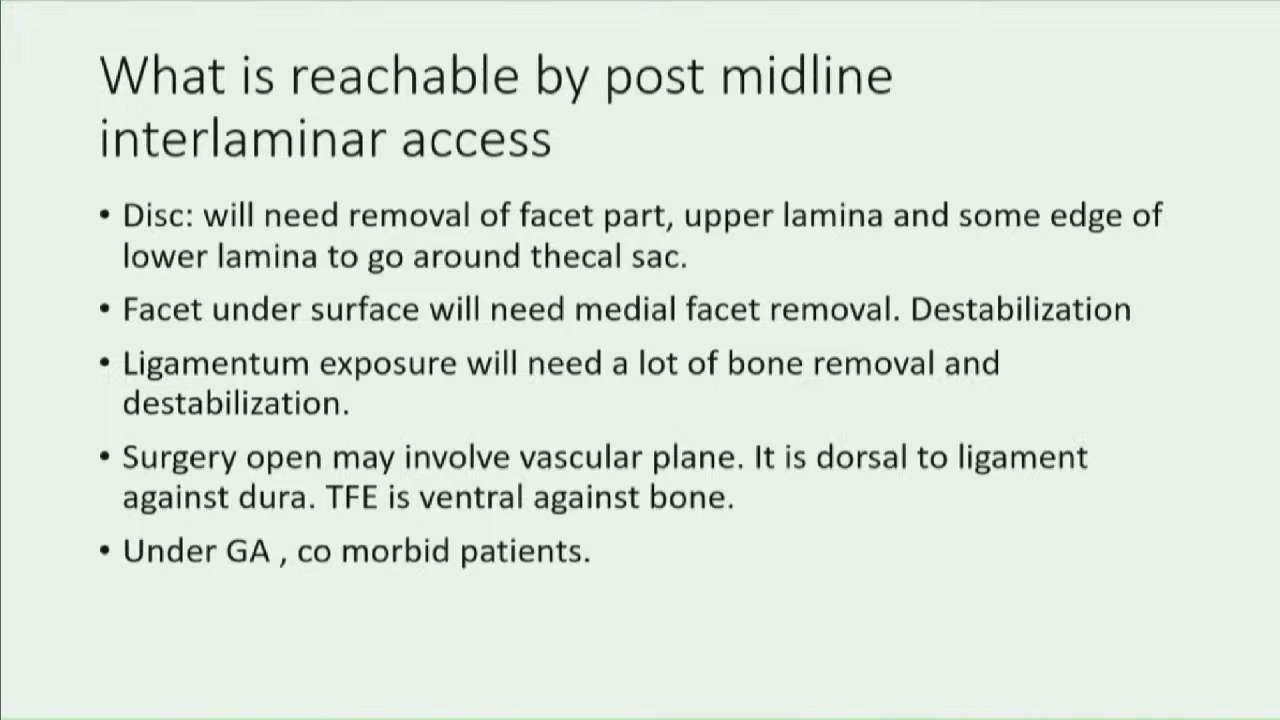 What is reachable by post midline
interlaminar access
• Disc: will need removal of facet part, upper lamina and some edge of
lower lamina to go around thecal sac.
• Facet under surface will need medial facet removal. Destabilization
• Ligamentum exposure will need a lot of bone removal and
destabilization.
• Surgery open may involve vascular plane. It is dorsal to ligament
against dura. TFE is ventral against bone.
• Under GA , co morbid patients.